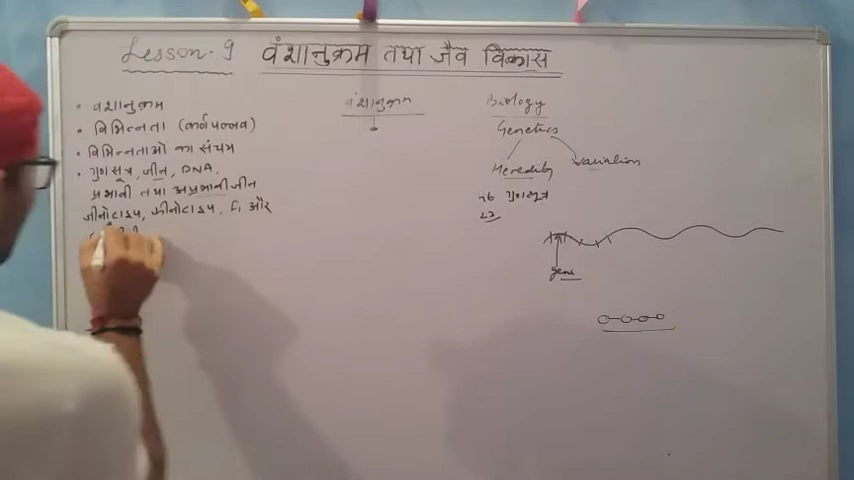 Lesson-9 वंशानुक्रम तथा जैव विकास
• वंशानुक्रम
• विभिन्नता (कर्णपल्लव)
• विभिन्नताओं का संचय
• गुणसूत्र, जीन, DNA,
प्रभावी तथा अप्रभावी जीन
जीनोटाइप, फीनोटाइप, F₁ और
वंशानुक्रम
Biology
Genetics
Heredity
Variation
46 गुणसूत्र
23
gene